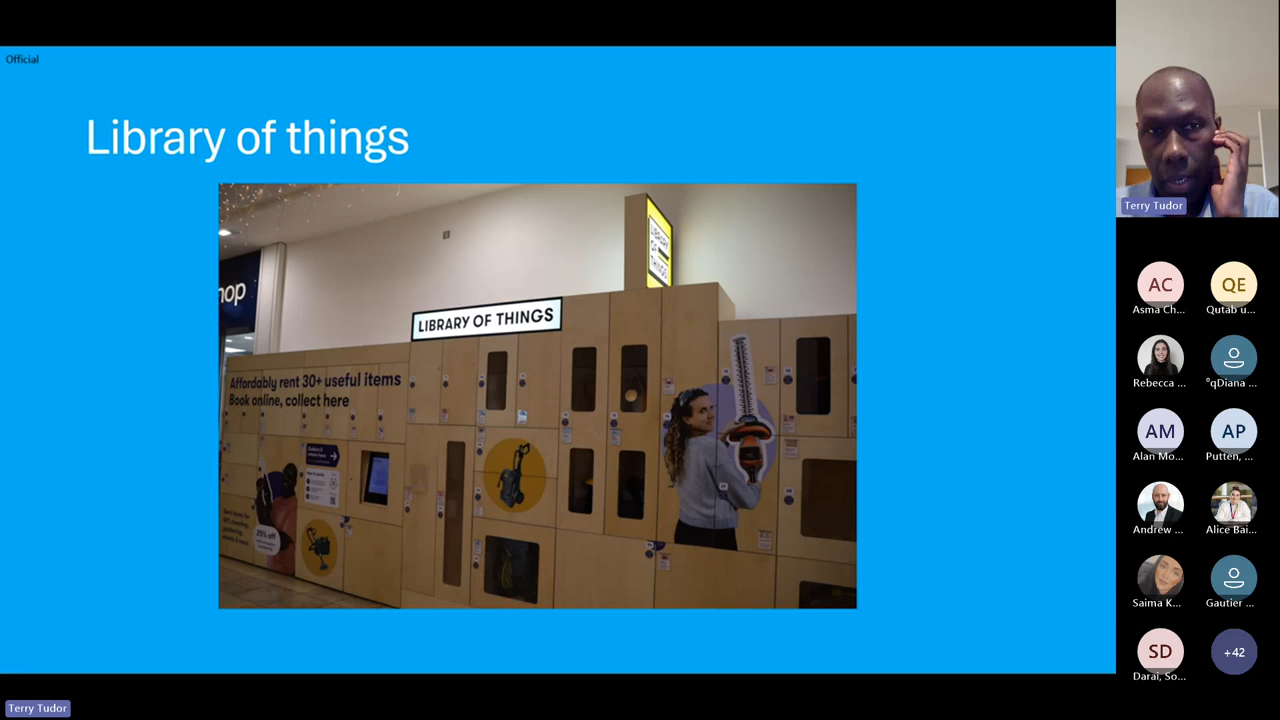 Official
Library of things
hop
LIBRARY OF THINGS
LIBRARY
OF
THINGS
Affordably rent 30+ useful items
Book online, collect here
25% off
Terry Tudor
AC
Asma Ch...
QE
Qutab u...
Rebecca ...
°qDiana ...
AM
Alan Mo...
AP
Putten, ...
Andrew ...
Alice Bai...
Saima K...
Gautier ...
SD
Darai, So...
+42
Terry Tudor